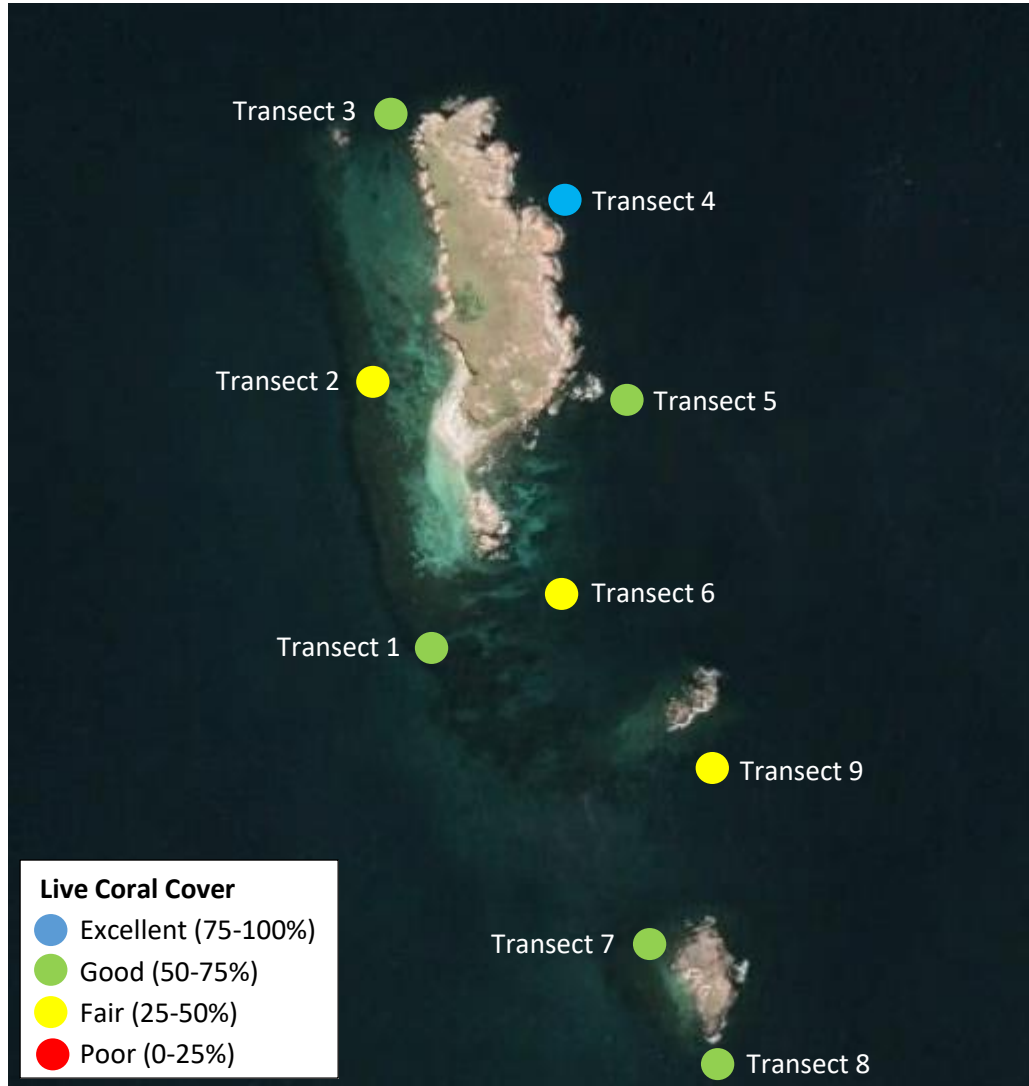 Transect 3
Transect 4
Transect 2
Transect 5
Transect 6
Transect 1
Transect 9
Transect 7
Transect 8
Live Coral Cover
Excellent (75-100%)
Good (50-75%)
Fair (25-50%)
Poor (0-25%)